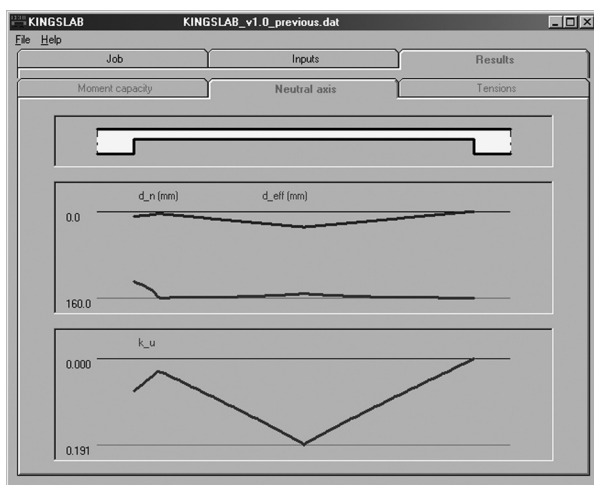 KINGSLAB KINGSLAB_v1.0_previous.dat
File Help
Job Inputs Results
Moment capacity Neutral axis Tensions
d_n (mm) d_eff (mm)
0.0
160.0
k_u
0.000
0.191